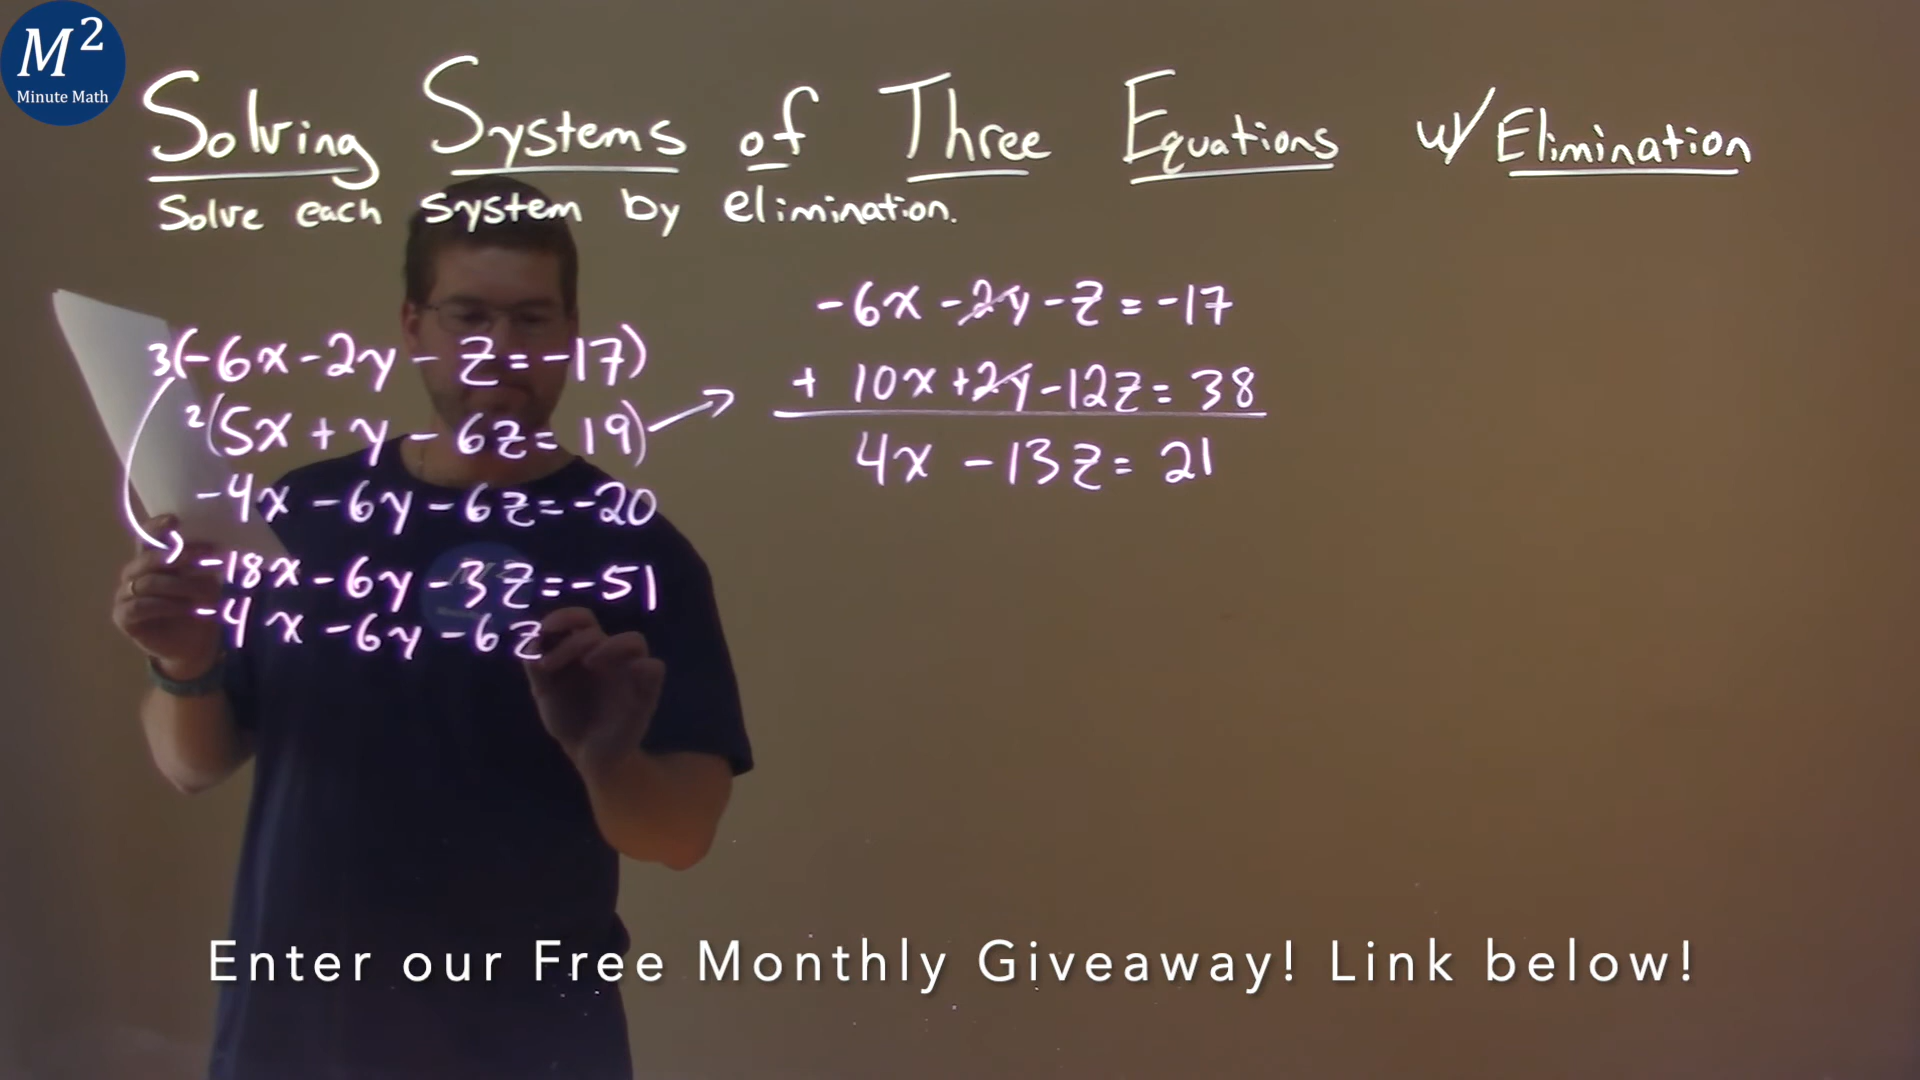 M²
Minute Math
Solving Systems of Three Equations w/ Elimination
Solve each system by elimination.
3(-6x-2y-z=-17)
2(5x+y-6z=19)
-4x-6y-6z=-20
-18x-6y-3z=-51
-4x-6y-6z
-6x-2y-z=-17
+ 10x+2y-12z=38
4x-13z=21
Enter our Free Monthly Giveaway! Link below!